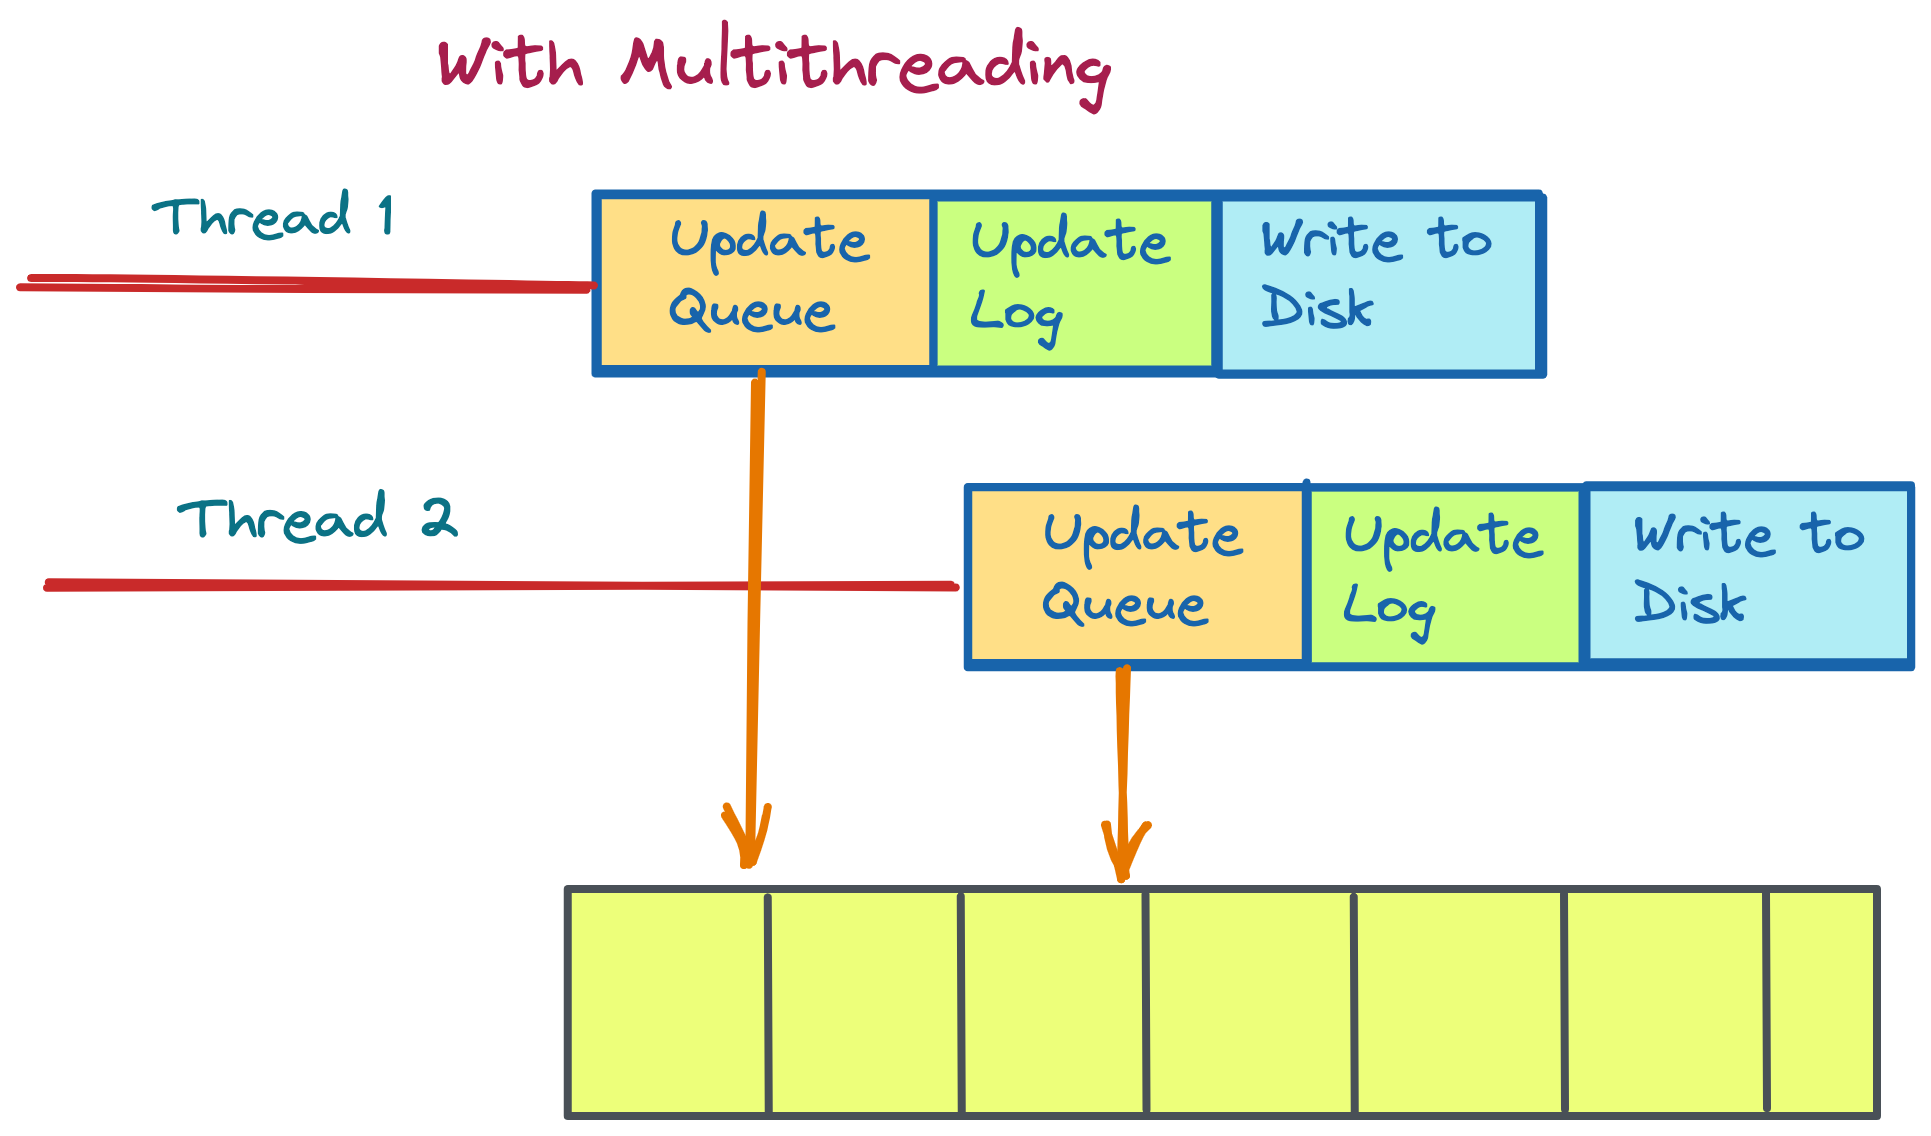 With Multithreading
Thread 1
Update
Queue
Update
Log
Write to
Disk
Thread 2
Update
Queue
Update
Log
Write to
Disk